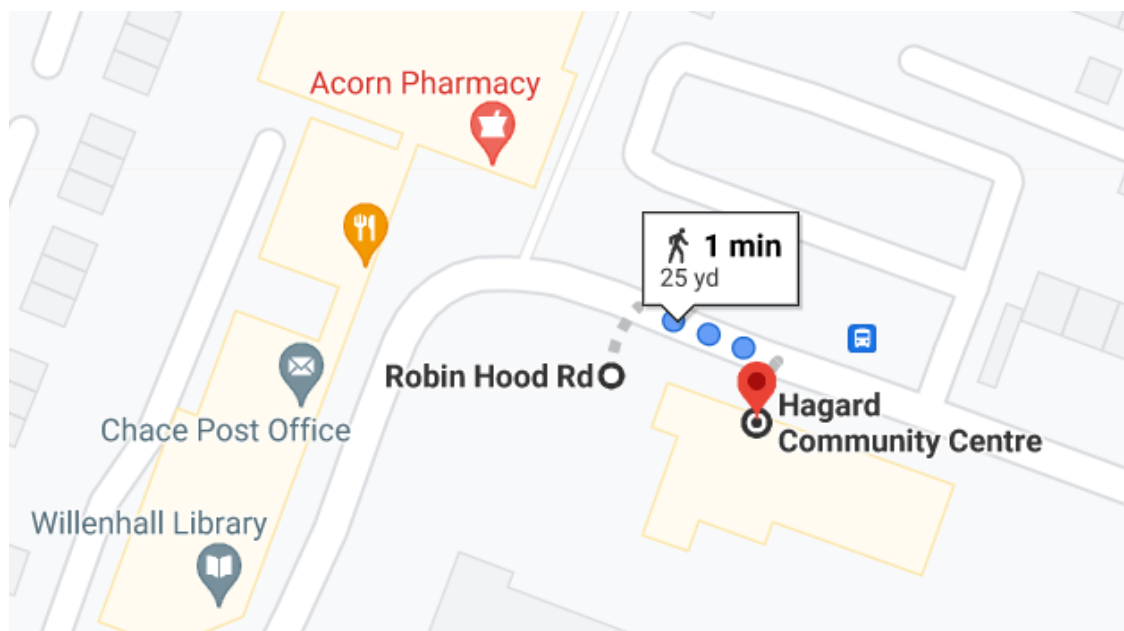 Acorn Pharmacy
1 min
25 yd
Robin Hood Rd
Hagard
Community Centre
Chace Post Office
Willenhall Library